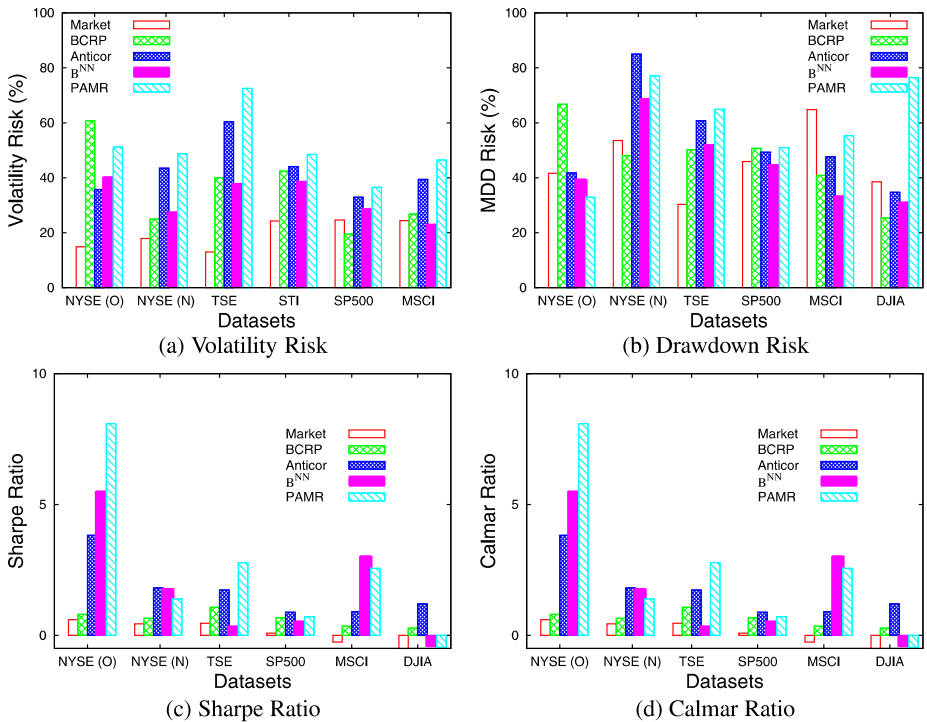 Market
BCRP
Anticor
B^NN
PAMR
Volatility Risk (%)
100
80
60
40
20
0
NYSE (O) NYSE (N) TSE STI SP500 MSCI
Datasets
(a) Volatility Risk
Market
BCRP
Anticor
B^NN
PAMR
MDD Risk (%)
100
80
60
40
20
0
NYSE (O) NYSE (N) TSE SP500 MSCI DJIA
Datasets
(b) Drawdown Risk
Market
BCRP
Anticor
B^NN
PAMR
Sharpe Ratio
10
5
0
NYSE (O) NYSE (N) TSE SP500 MSCI DJIA
Datasets
(c) Sharpe Ratio
Market
BCRP
Anticor
B^NN
PAMR
Calmar Ratio
10
5
0
NYSE (O) NYSE (N) TSE SP500 MSCI DJIA
Datasets
(d) Calmar Ratio